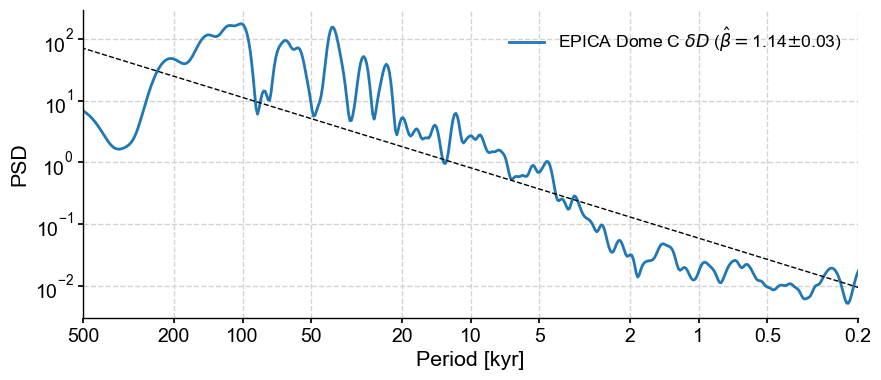 EPICA Dome C δD (β̂ = 1.14±0.03)
PSD
10²
10¹
10⁰
10⁻¹
10⁻²
500 200 100 50 20 10 5 2 1 0.5 0.2
Period [kyr]